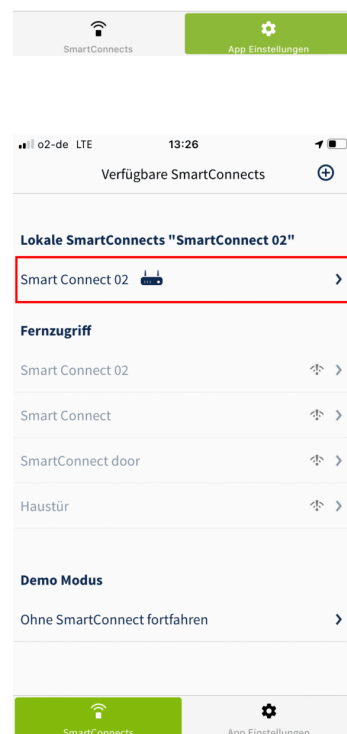 SmartConnects App Einstellungen
o2-de LTE 13:26
Verfügbare SmartConnects
Lokale SmartConnects "SmartConnect 02"
Smart Connect 02
Fernzugriff
Smart Connect 02
Smart Connect
SmartConnect door
Haustür
Demo Modus
Ohne SmartConnect fortfahren
SmartConnects App Einstellungen